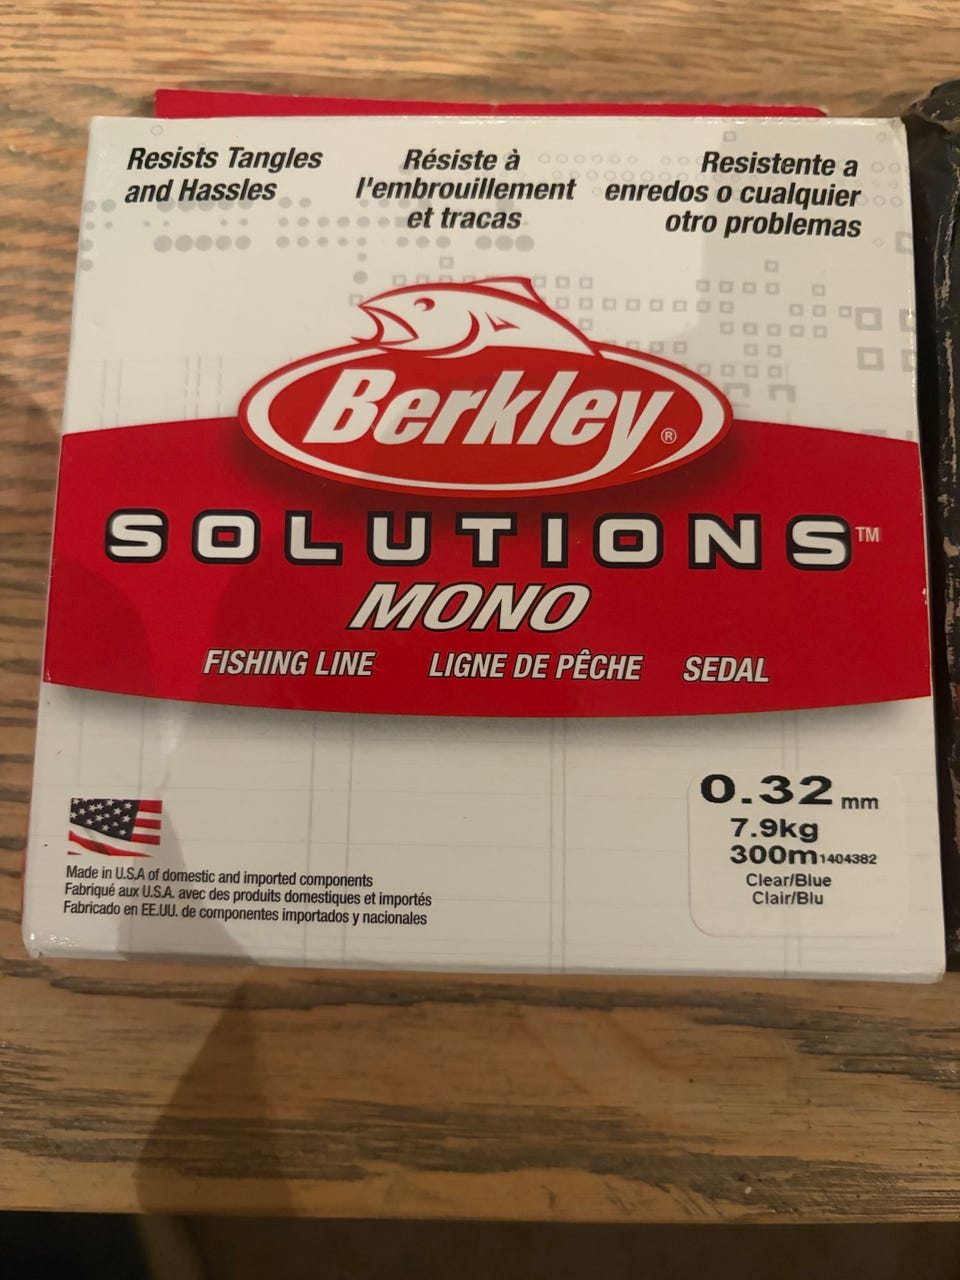 Resists Tangles
and Hassles
Résiste à
l'embrouillement
et tracas
Resistente a
enredos o cualquier
otro problemas
Berkley®
SOLUTIONS™
MONO
FISHING LINE LIGNE DE PÊCHE SEDAL
0.32 mm
7.9kg
300m 1404382
Clear/Blue
Clair/Blu
Made in U.S.A of domestic and imported components
Fabriqué aux U.S.A. avec des produits domestiques et importés
Fabricado en EE.UU. de componentes importados y nacionales